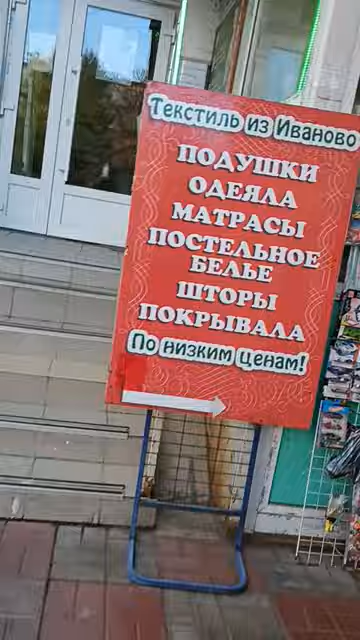 Текстиль из Иваново
ПОДУШКИ
ОДЕЯЛА
МАТРАСЫ
ПОСТЕЛЬНОЕ
БЕЛЬЕ
ШТОРЫ
ПОКРЫВАЛА
По низким ценам!